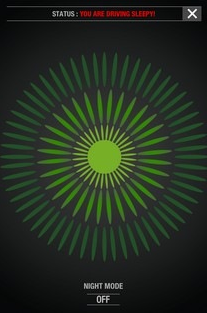 STATUS : YOU ARE DRIVING SLEEPY!
NIGHT MODE
OFF